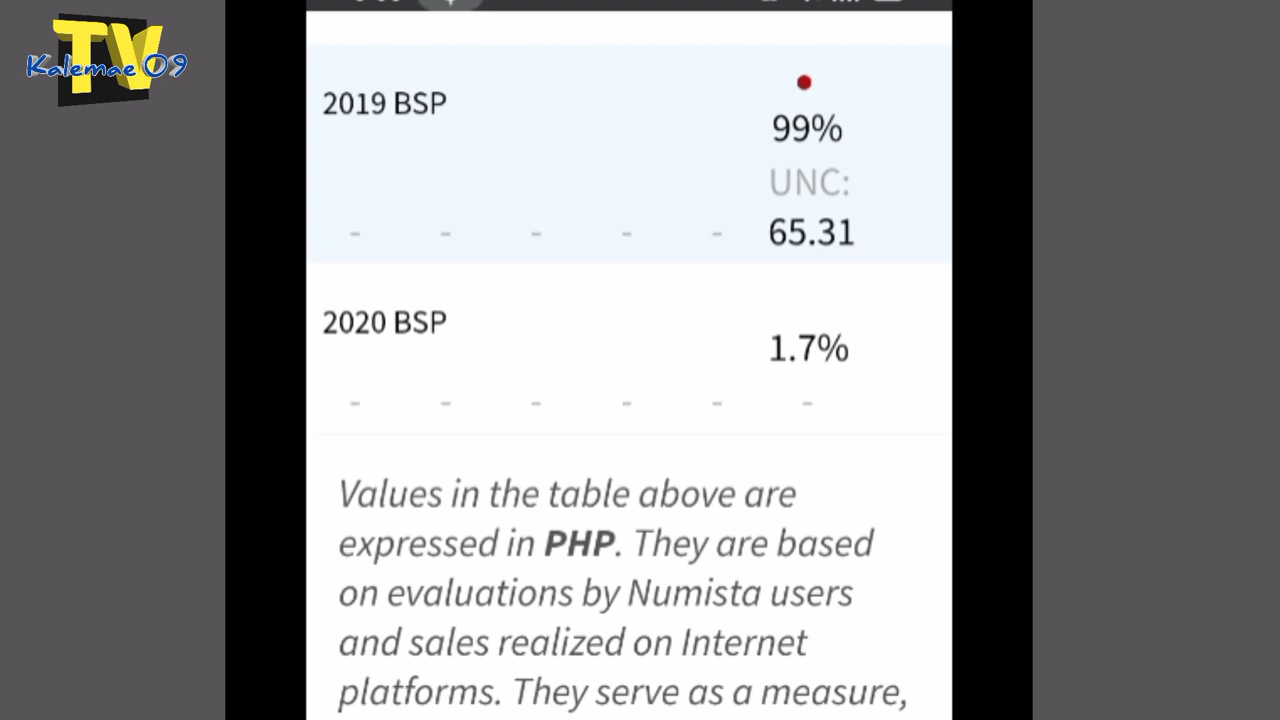 TV
Kalemae 09
2019 BSP
99%
UNC:
- - - - - 65.31
2020 BSP
1.7%
- - - - - -
Values in the table above are
expressed in PHP. They are based
on evaluations by Numista users
and sales realized on Internet
platforms. They serve as a measure,